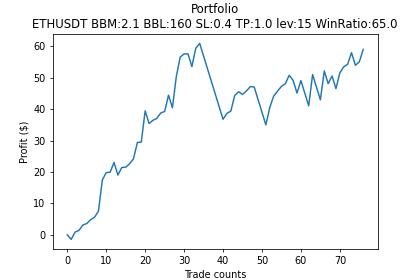 Portfolio
ETHUSDT BBM:2.1 BBL:160 SL:0.4 TP:1.0 lev:15 WinRatio:65.0
60
50
40
30
20
10
0
Profit ($)
0 10 20 30 40 50 60 70
Trade counts